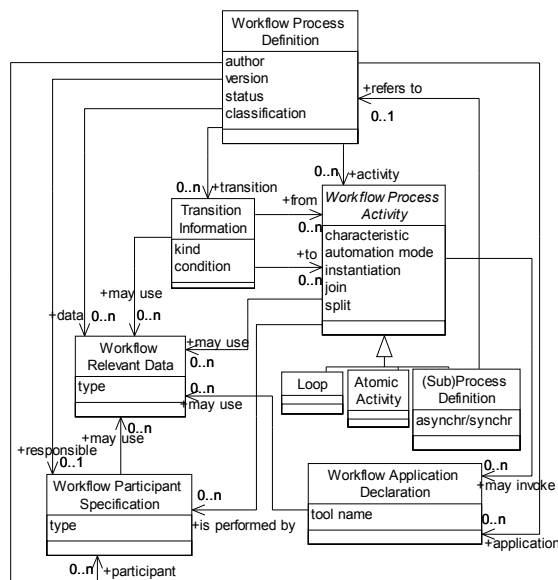 Workflow Process
Definition
author
version
status
classification
+refers to
0..1
0..n
+transition
0..n
+activity
Transition
Information
kind
condition
+from
0..n
+to
0..n
Workflow Process
Activity
characteristic
automation mode
instantiation
join
split
+may use
0..n
+data
0..n
+may use
0..n
Workflow
Relevant Data
type
0..n
+may use
Loop
Atomic
Activity
(Sub)Process
Definition
asynchr/synchr
0..n
+may use
+responsible
0..1
Workflow Participant
Specification
type
0..n
+is performed by
Workflow Application
Declaration
tool name
0..n
+may invoke
0..n
+application
0..n
+participant